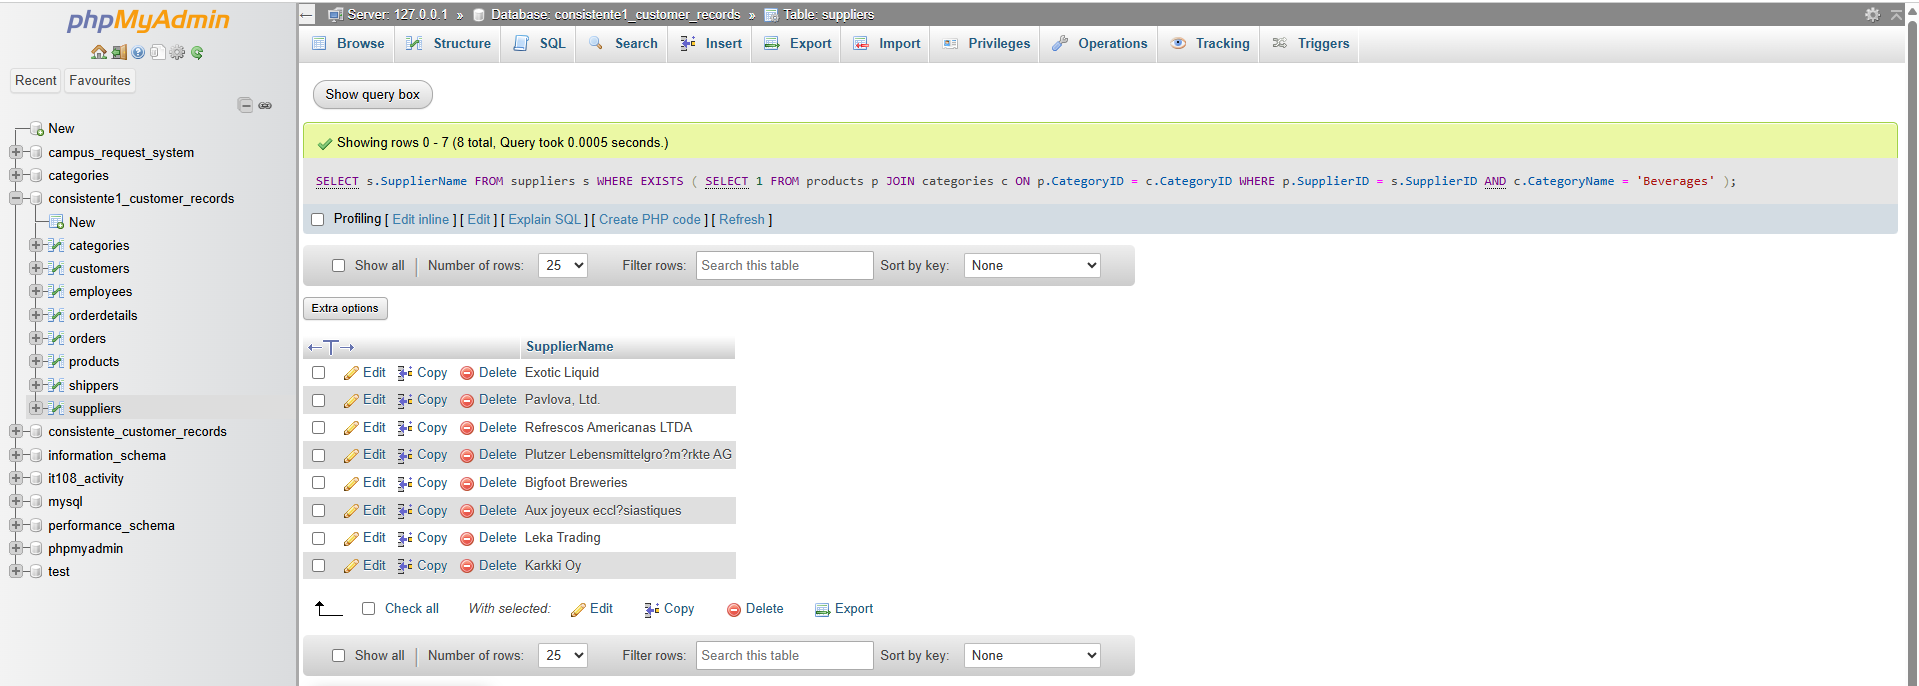 phpMyAdmin
Recent Favourites
New
campus_request_system
categories
consistente1_customer_records
New
categories
customers
employees
orderdetails
orders
products
shippers
suppliers
consistente_customer_records
information_schema
it108_activity
mysql
performance_schema
phpmyadmin
test
Server: 127.0.0.1 » Database: consistente1_customer_records » Table: suppliers
Browse Structure SQL Search Insert Export Import Privileges Operations Tracking Triggers
Show query box
Showing rows 0 - 7 (8 total, Query took 0.0005 seconds.)
SELECT s.SupplierName FROM suppliers s WHERE EXISTS ( SELECT 1 FROM products p JOIN categories c ON p.CategoryID = c.CategoryID WHERE p.SupplierID = s.SupplierID AND c.CategoryName = 'Beverages' );
Profiling [ Edit inline ] [ Edit ] [ Explain SQL ] [ Create PHP code ] [ Refresh ]
Show all Number of rows: 25 Filter rows: Search this table Sort by key: None
Extra options
SupplierName
Edit Copy Delete Exotic Liquid
Edit Copy Delete Pavlova, Ltd.
Edit Copy Delete Refrescos Americanas LTDA
Edit Copy Delete Plutzer Lebensmittelgro?m?rkte AG
Edit Copy Delete Bigfoot Breweries
Edit Copy Delete Aux joyeux eccl?siastiques
Edit Copy Delete Leka Trading
Edit Copy Delete Karkki Oy
Check all With selected: Edit Copy Delete Export
Show all Number of rows: 25 Filter rows: Search this table Sort by key: None